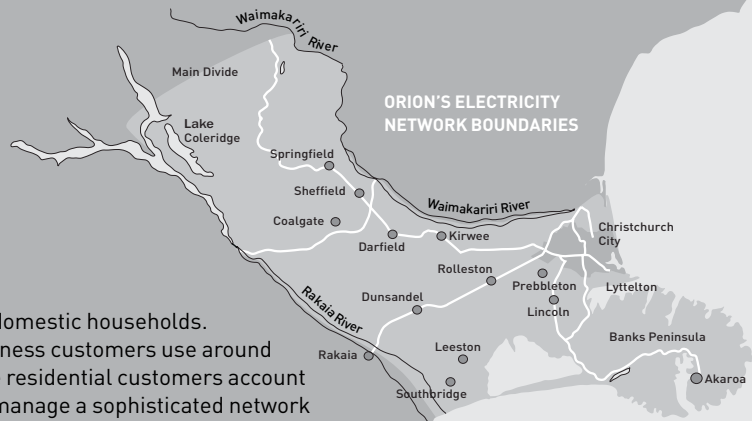 Waimakariri River
Main Divide
Lake
Coleridge
ORION'S ELECTRICITY
NETWORK BOUNDARIES
Springfield
Sheffield
Waimakariri River
Coalgate
Darfield
Kirwee
Christchurch
City
Rolleston
Prebbleton
Lyttelton
Dunsandel
Lincoln
Rakaia River
Banks Peninsula
Rakaia
Leeston
Akaroa
Southbridge
domestic households.
ness customers use around
residential customers account
manage a sophisticated network